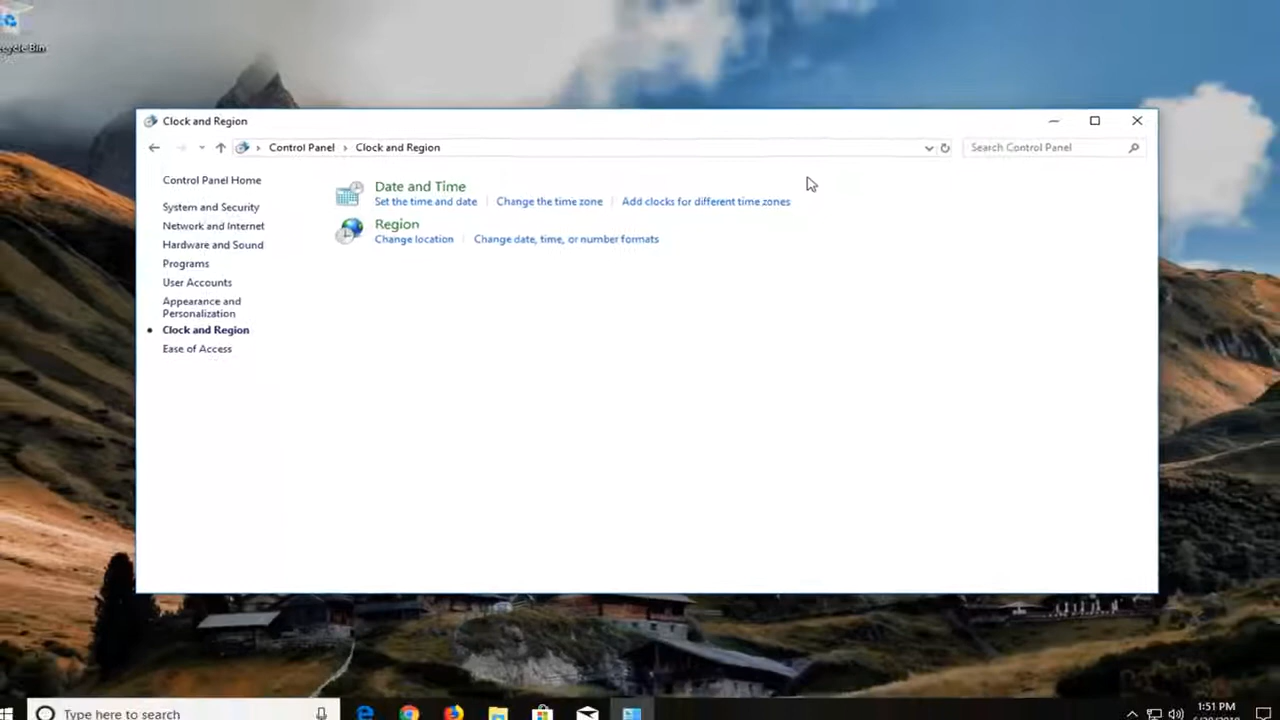 ecycle Bin
Clock and Region
Control Panel
Clock and Region
Search Control Panel
Control Panel Home
System and Security
Network and Internet
Hardware and Sound
Programs
User Accounts
Appearance and
Personalization
Clock and Region
Ease of Access
Date and Time
Set the time and date
Change the time zone
Add clocks for different time zones
Region
Change location
Change date, time, or number formats
Type here to search
1:51 PM